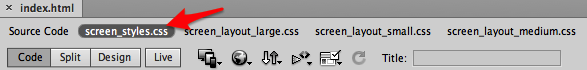 × index.html
Source Code screen_styles.css screen_layout_large.css screen_layout_small.css screen_layout_medium.css
Code Split Design Live Title: